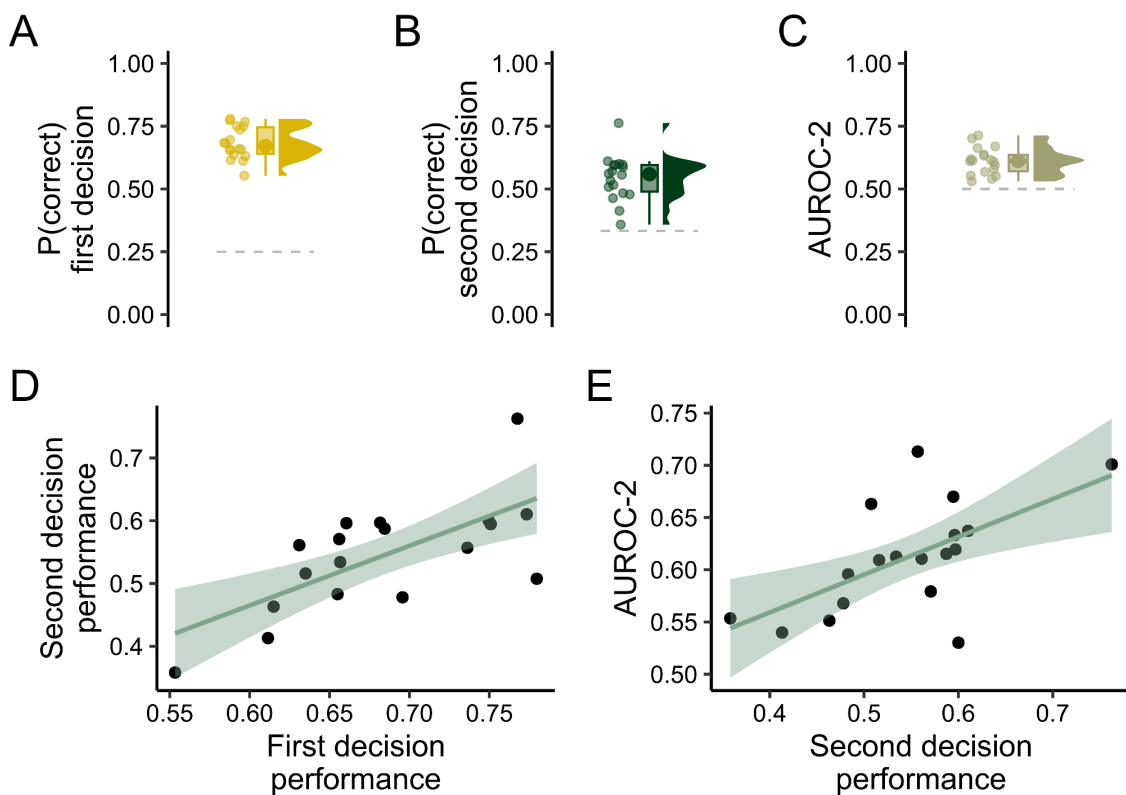 A
P(correct)
first decision
1.00
0.75
0.50
0.25
0.00
B
P(correct)
second decision
1.00
0.75
0.50
0.25
0.00
C
AUROC-2
1.00
0.75
0.50
0.25
0.00
D
Second decision
performance
0.7
0.6
0.5
0.4
0.55
0.60
0.65
0.70
0.75
First decision
performance
E
AUROC-2
0.75
0.70
0.65
0.60
0.55
0.50
0.4
0.5
0.6
0.7
Second decision
performance